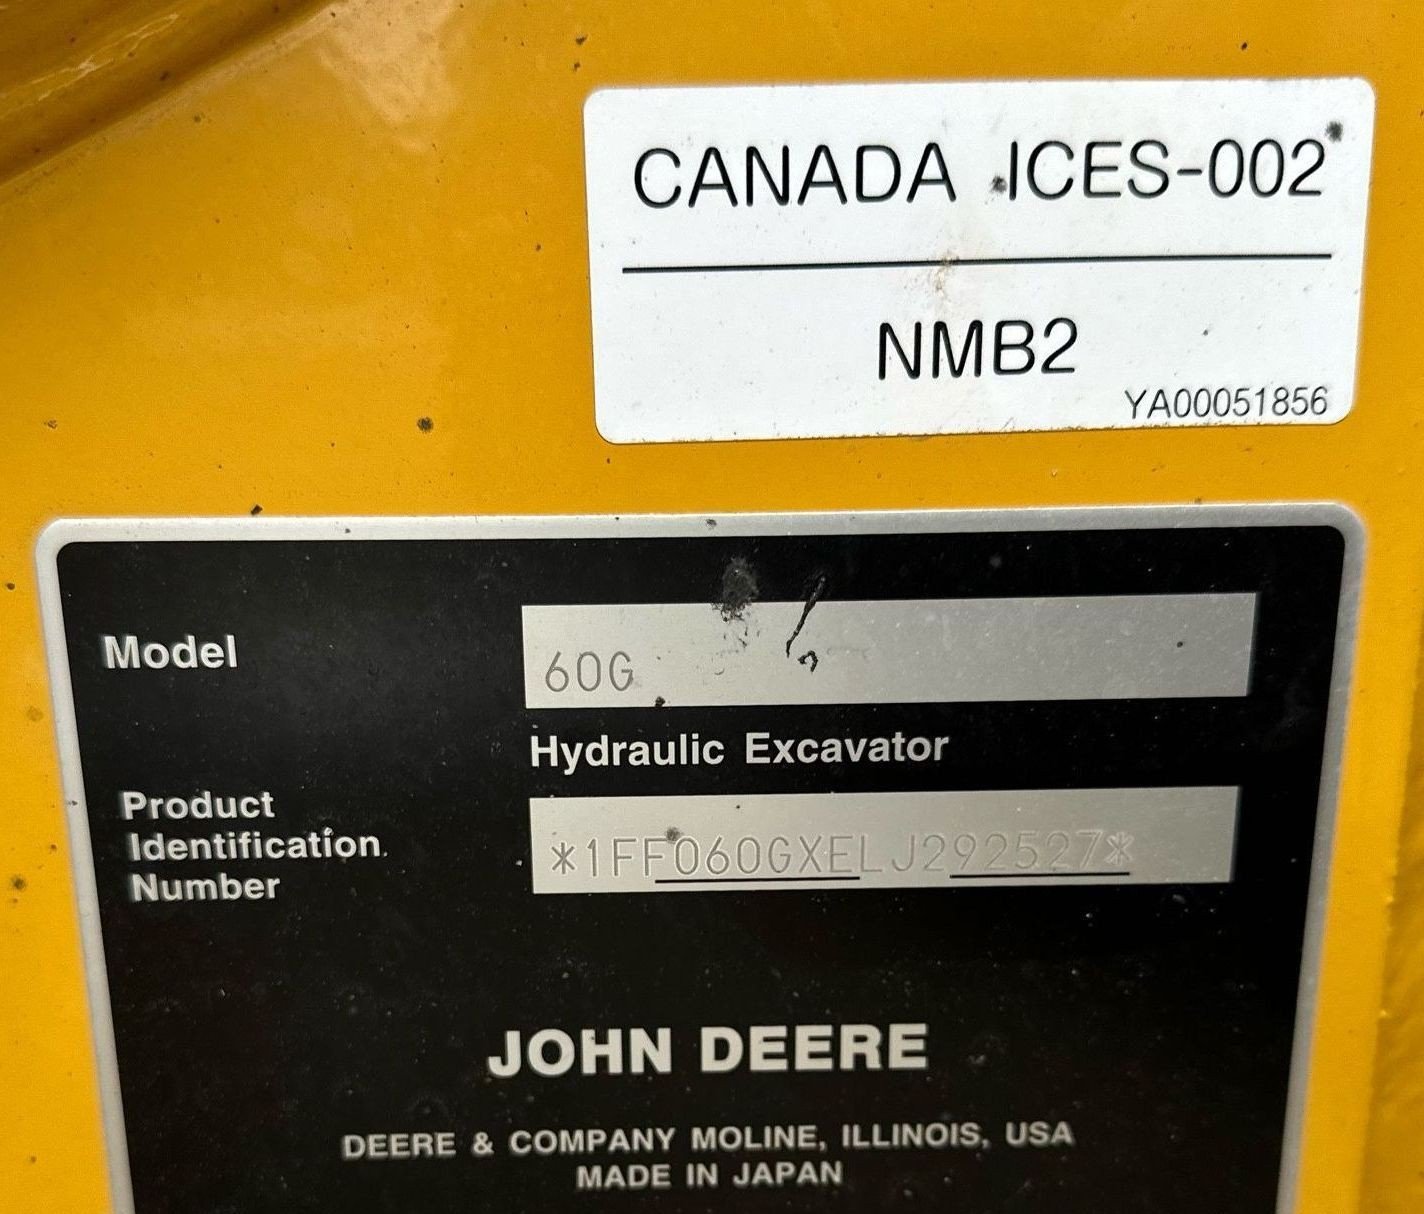 CANADA ICES-002
NMB2
YA00051856
Model
60G
Hydraulic Excavator
Product
Identification
Number
*1FF060GXELJ292527*
JOHN DEERE
DEERE & COMPANY MOLINE, ILLINOIS, USA
MADE IN JAPAN